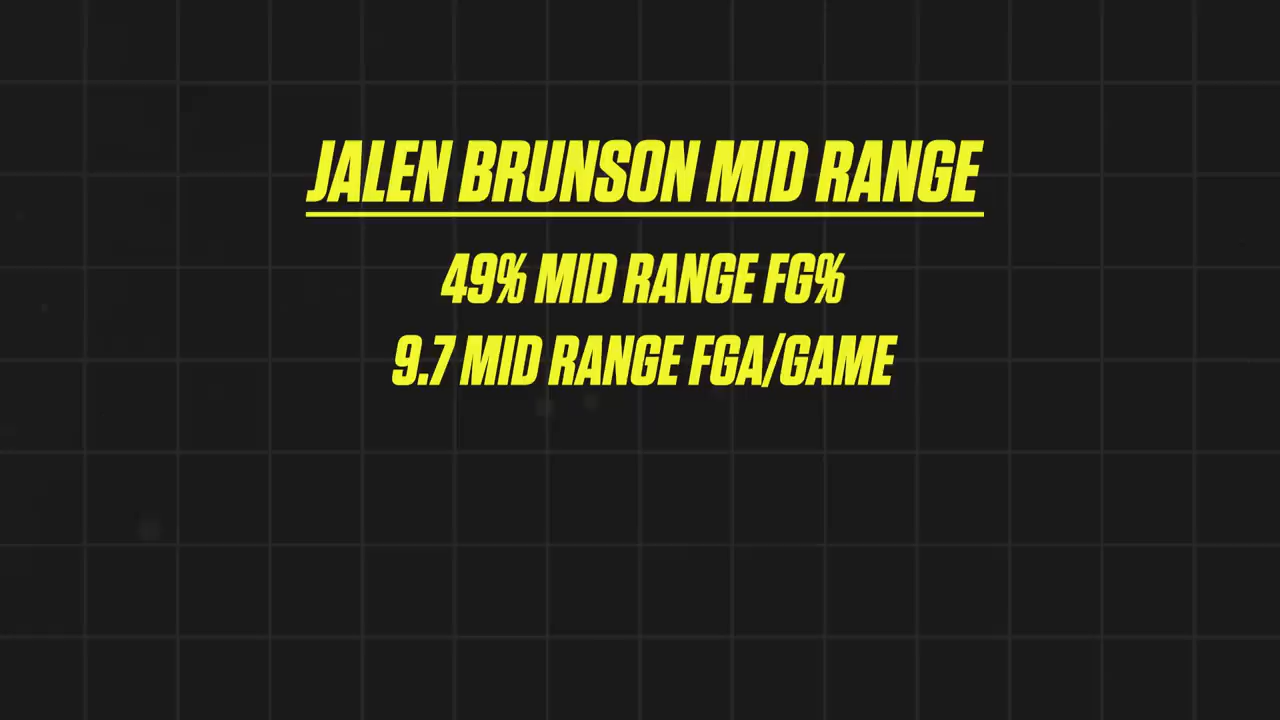 JALEN BRUNSON MID RANGE
49% MID RANGE FG%
9.7 MID RANGE FGA/GAME